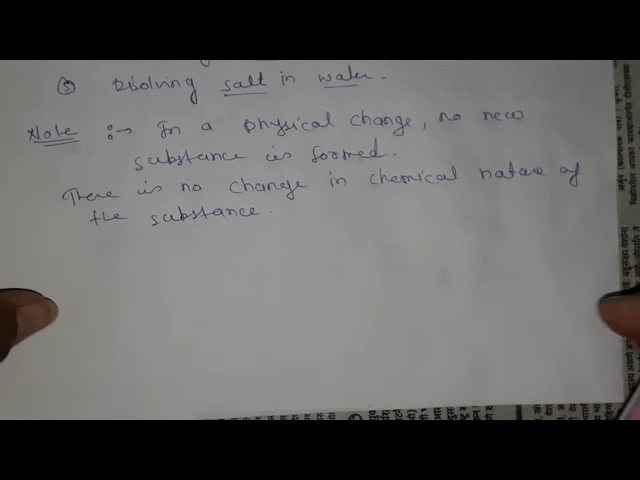 ⑤ Disolving salt in water.
Note :→ In a physical change, no new
substance is formed.
There is no change in chemical nature of
the substance.